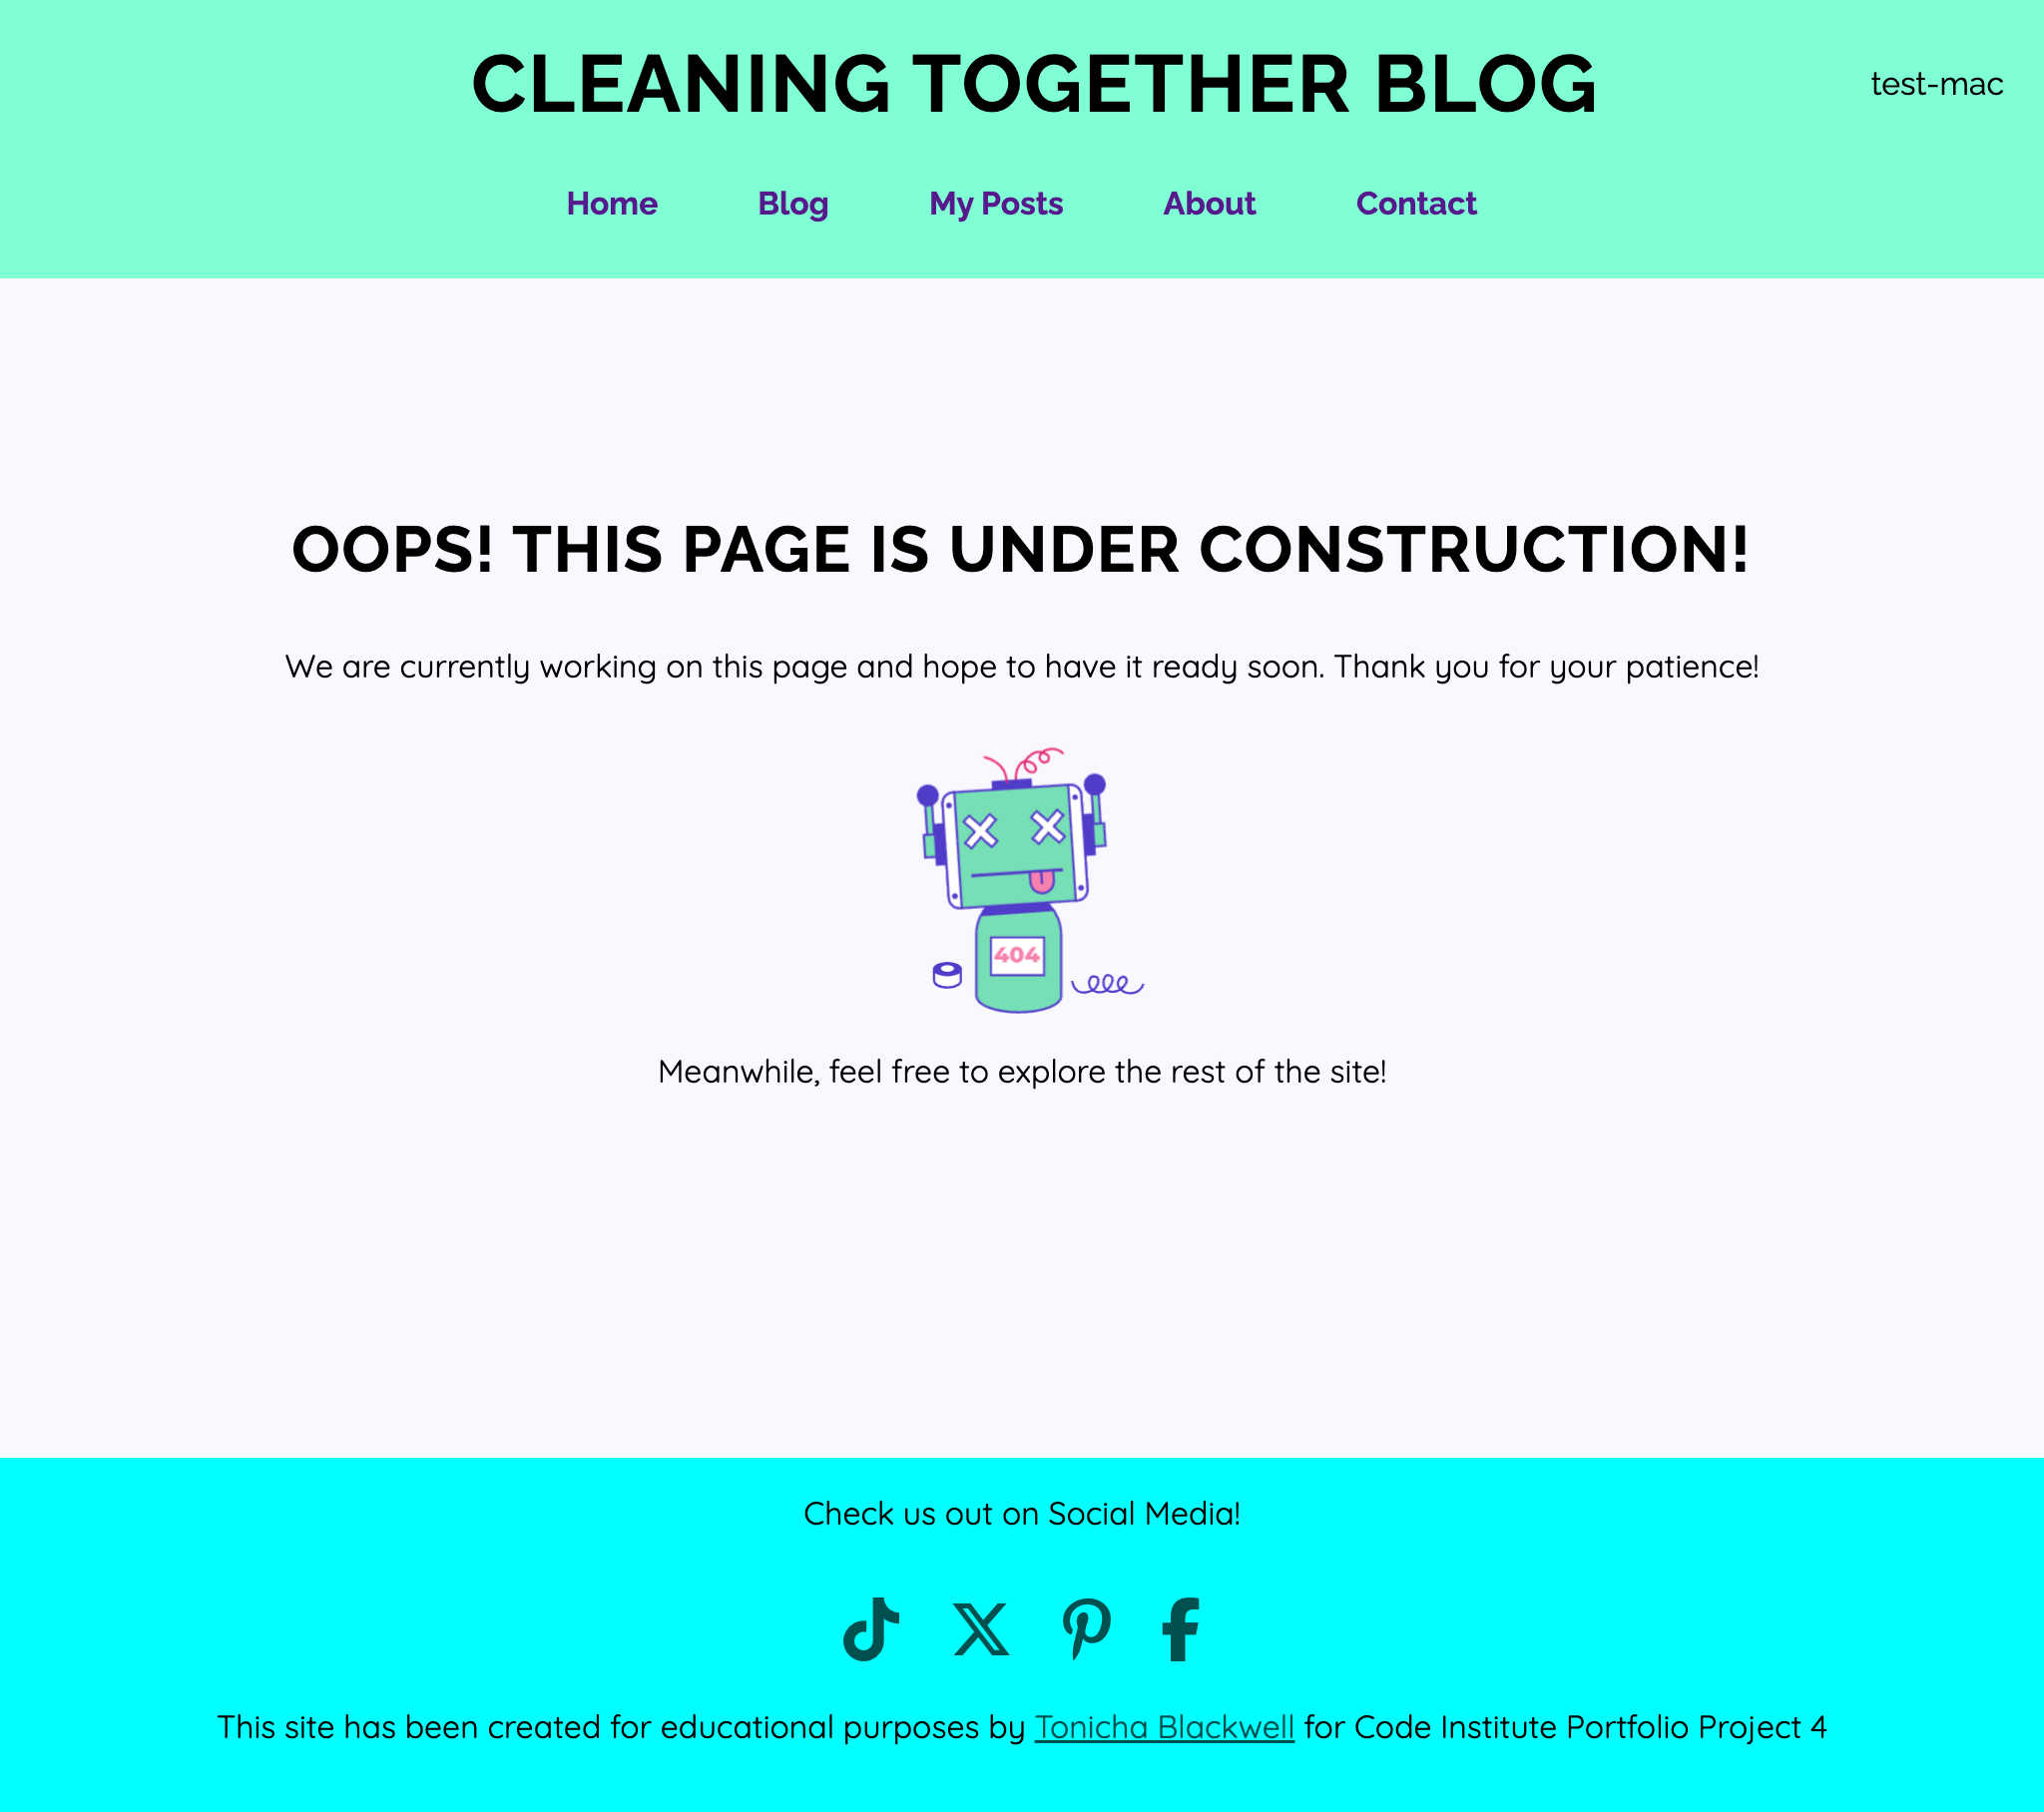 CLEANING TOGETHER BLOG
test-mac
Home Blog My Posts About Contact
OOPS! THIS PAGE IS UNDER CONSTRUCTION!
We are currently working on this page and hope to have it ready soon. Thank you for your patience!
404
Meanwhile, feel free to explore the rest of the site!
Check us out on Social Media!
This site has been created for educational purposes by Tonicha Blackwell for Code Institute Portfolio Project 4